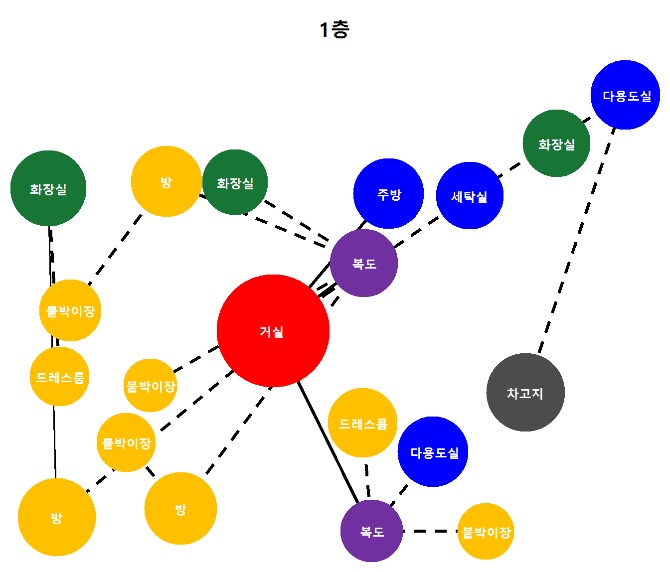 1층
다용도실
화장실
화장실
방
화장실
주방
세탁실
복도
붙박이장
거실
드레스룸
붙박이장
차고지
드레스룸
붙박이장
다용도실
방
방
복도
붙박이장